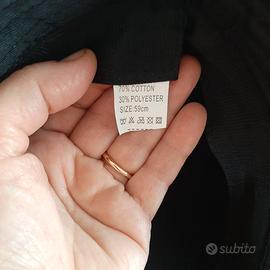 70% COTTON
30% POLYESTER
SIZE:59cm
subito